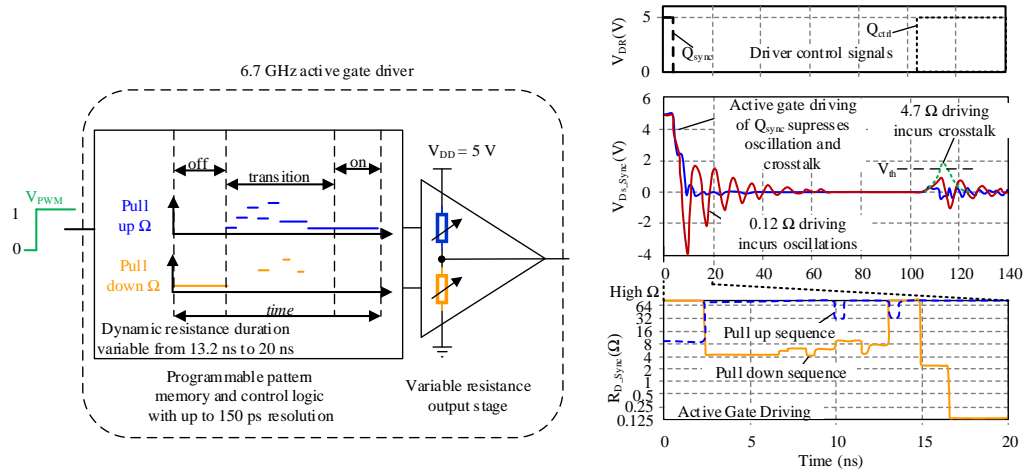 6.7 GHz active gate driver
V_PWM
1
0
off
on
transition
Pull
up Ω
Pull
down Ω
time
Dynamic resistance duration
variable from 13.2 ns to 20 ns
Programmable pattern
memory and control logic
with up to 150 ps resolution
V_DD = 5 V
Variable resistance
output stage
V_DR(V)
5
0
Q_sync
Q_ctrl
Driver control signals
V_Ds_Sync(V)
6
4
2
0
-2
-4
Active gate driving
of Q_sync supresses
oscillation and
crosstalk
4.7 Ω driving
incurs crosstalk
V_th
0.12 Ω driving
incurs oscillations
0
20
40
60
80
100
120
140
R_D_Sync(Ω)
High Ω
64
32
16
8
4
2
1
0.5
0.25
0.125
Pull up sequence
Pull down sequence
Active Gate Driving
0
5
10
15
20
Time (ns)